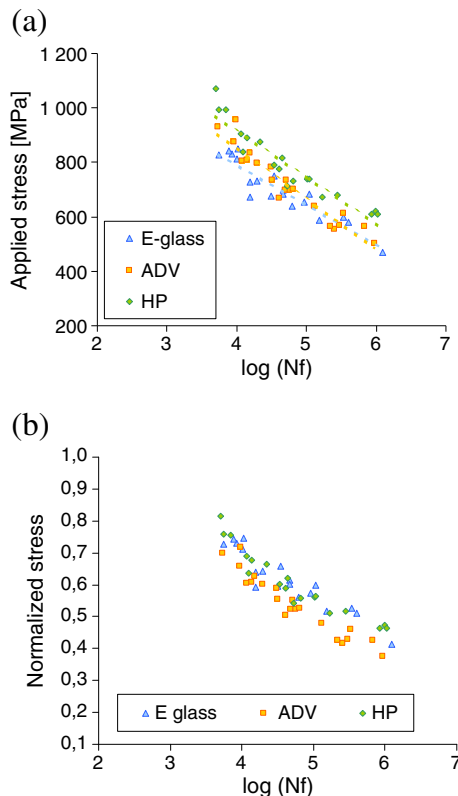 (a)
Applied stress [MPa]
1 200
1 000
800
600
400
200
E-glass
ADV
HP
2 3 4 5 6 7
log (Nf)
(b)
Normalized stress
1,0
0,9
0,8
0,7
0,6
0,5
0,4
0,3
0,2
0,1
E glass ADV HP
2 3 4 5 6 7
log (Nf)